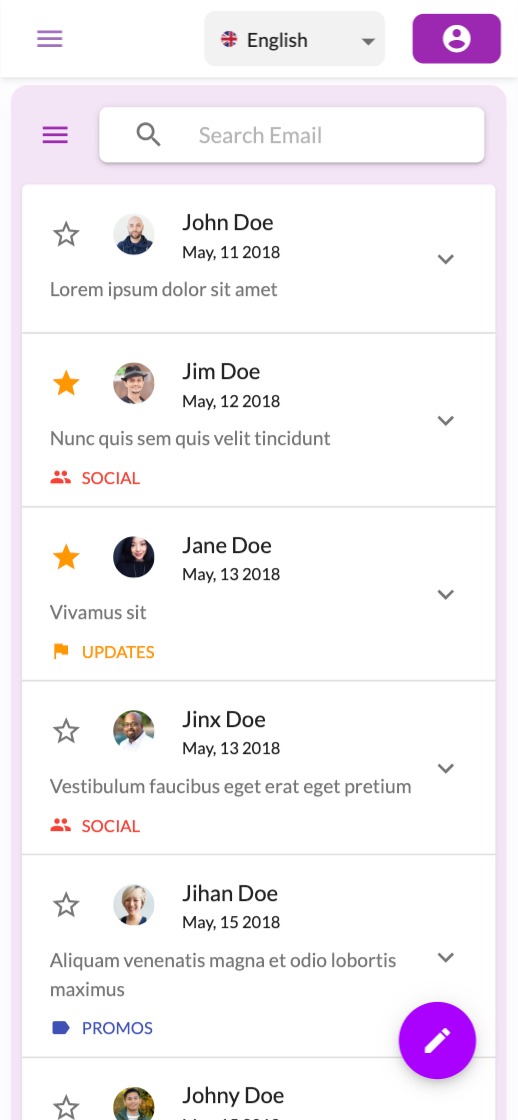 English
Search Email
John Doe
May, 11 2018
Lorem ipsum dolor sit amet
Jim Doe
May, 12 2018
Nunc quis sem quis velit tincidunt
SOCIAL
Jane Doe
May, 13 2018
Vivamus sit
UPDATES
Jinx Doe
May, 13 2018
Vestibulum faucibus eget erat eget pretium
SOCIAL
Jihan Doe
May, 15 2018
Aliquam venenatis magna et odio lobortis
maximus
PROMOS
Johny Doe